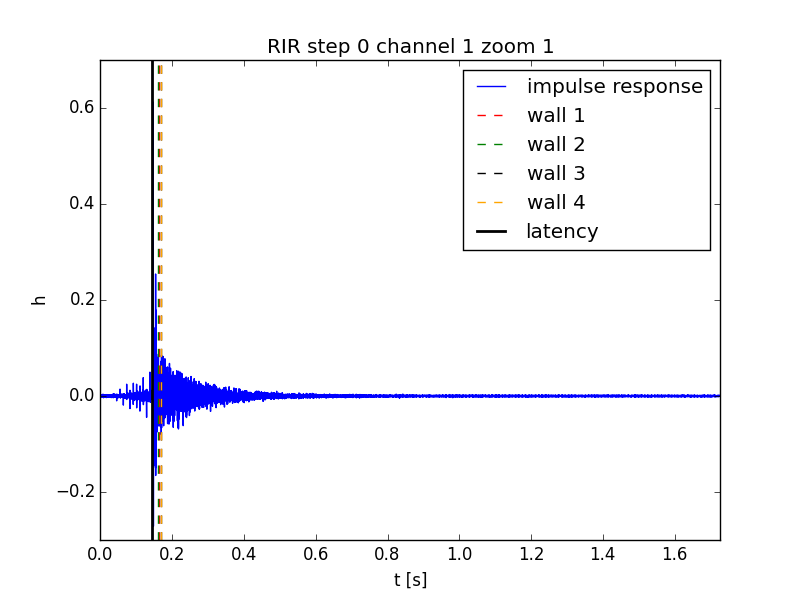 RIR step 0 channel 1 zoom 1
impulse response
wall 1
wall 2
wall 3
wall 4
latency
h
0.6
0.4
0.2
0.0
−0.2
0.0 0.2 0.4 0.6 0.8 1.0 1.2 1.4 1.6
t [s]